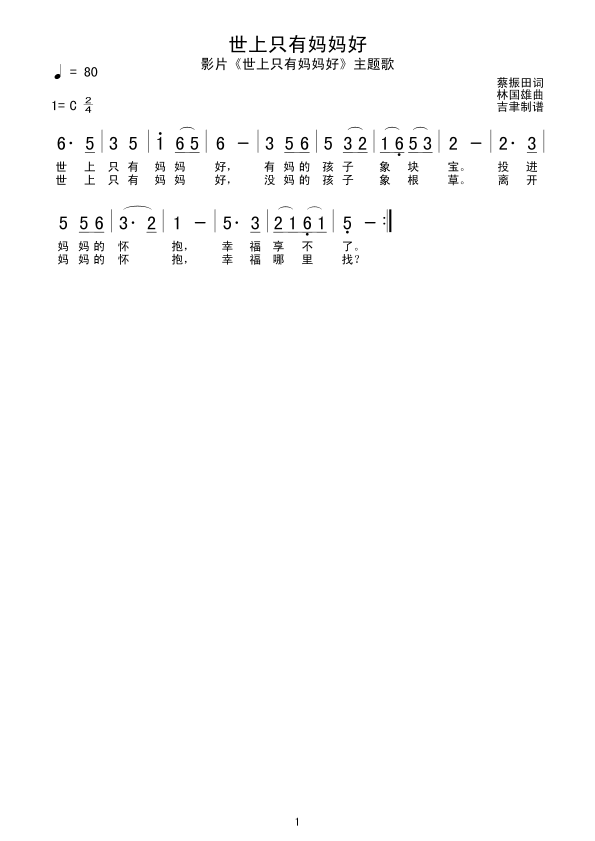 世上只有妈妈好
影片《世上只有妈妈好》主题歌
♩ = 80
蔡振田词
林国雄曲
1= C 2/4
吉聿制谱
6· 5 | 3 5 | i 6 5 | 6 − | 3 5 6 | 5 3 2 | 1 6 5 3 | 2 − | 2· 3 |
世 上 只 有 妈 妈 好， 有 妈 的 孩 子 象 块 宝。 投 进
世 上 只 有 妈 妈 好， 没 妈 的 孩 子 象 根 草。 离 开
5 5 6 | 3· 2 | 1 − | 5· 3 | 2 1 6 1 | 5 − :‖
妈 妈 的 怀 抱， 幸 福 享 不 了。
妈 妈 的 怀 抱， 幸 福 哪 里 找？
1